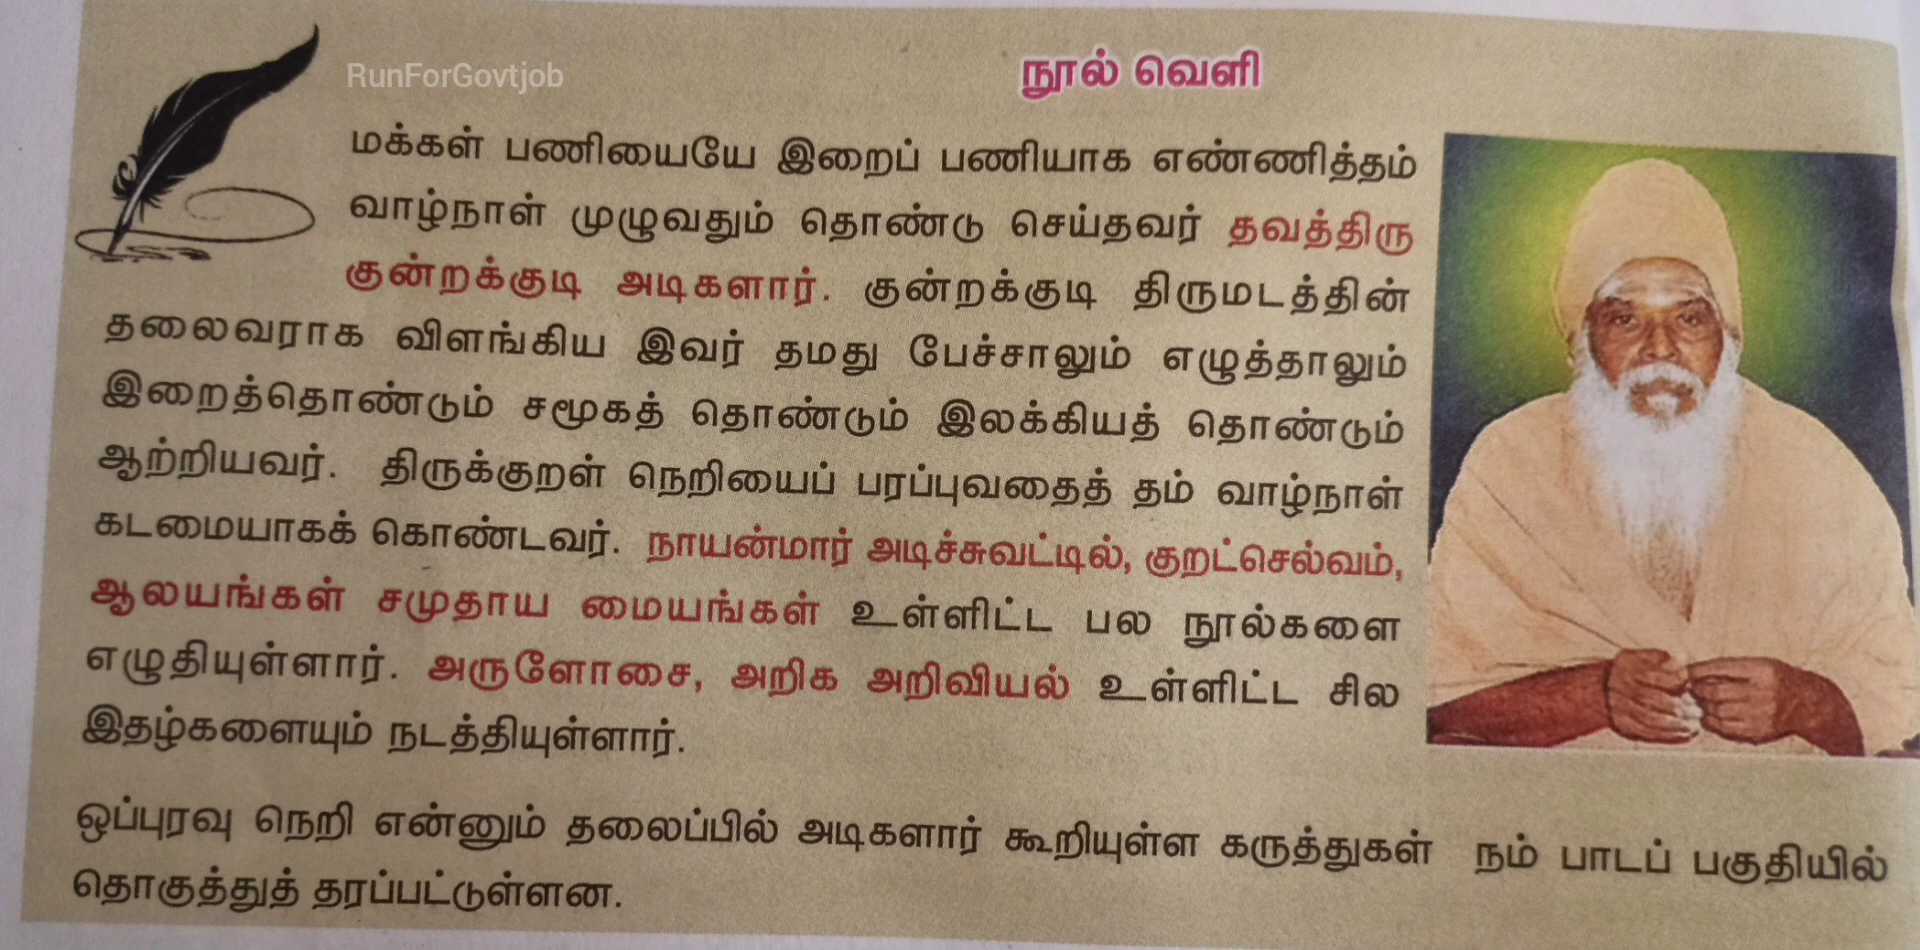 RunForGovtjob
நூல் வெளி
மக்கள் பணியையே இறைப் பணியாக எண்ணித்தம்
வாழ்நாள் முழுவதும் தொண்டு செய்தவர் தவத்திரு
குன்றக்குடி அடிகளார். குன்றக்குடி திருமடத்தின்
தலைவராக விளங்கிய இவர் தமது பேச்சாலும் எழுத்தாலும்
இறைத்தொண்டும் சமூகத் தொண்டும் இலக்கியத் தொண்டும்
ஆற்றியவர். திருக்குறள் நெறியைப் பரப்புவதைத் தம் வாழ்நாள்
கடமையாகக் கொண்டவர். நாயன்மார் அடிச்சுவட்டில், குறட்செல்வம்,
ஆலயங்கள் சமுதாய மையங்கள் உள்ளிட்ட பல நூல்களை
எழுதியுள்ளார். அருளோசை, அறிக அறிவியல் உள்ளிட்ட சில
இதழ்களையும் நடத்தியுள்ளார்.
ஒப்புரவு நெறி என்னும் தலைப்பில் அடிகளார் கூறியுள்ள கருத்துகள் நம் பாடப் பகுதியில்
தொகுத்துத் தரப்பட்டுள்ளன.